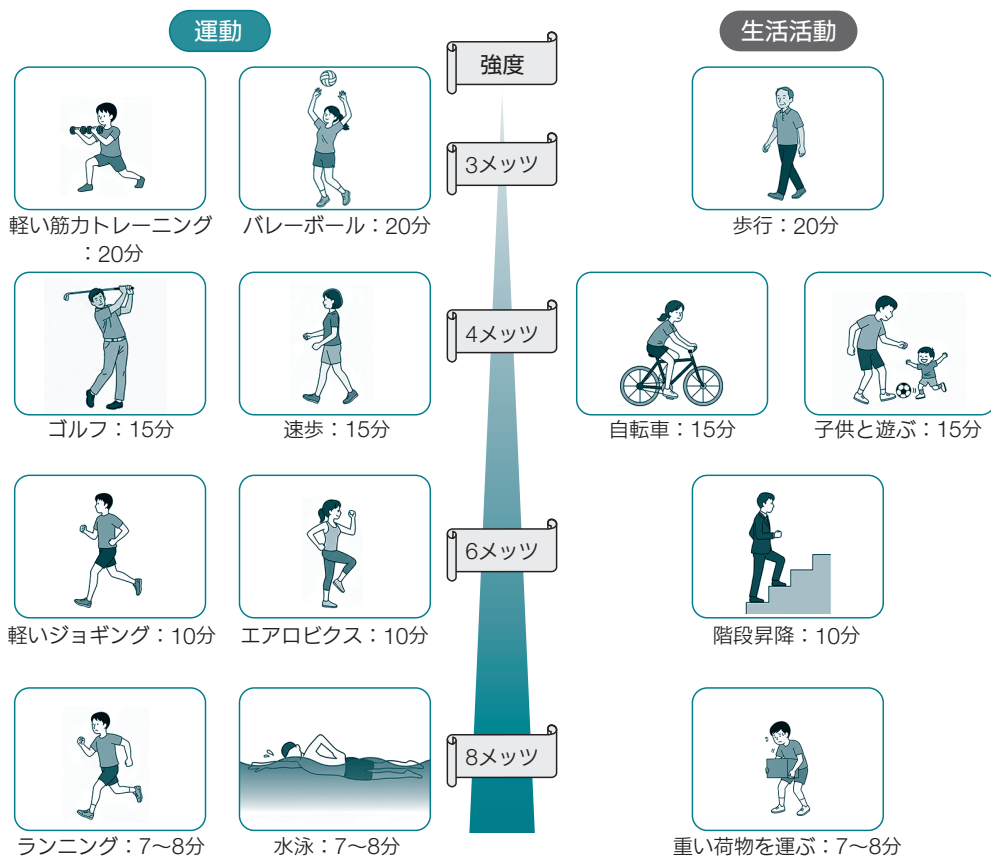 運動
強度
生活活動
3メッツ
軽い筋力トレーニング
：20分
バレーボール：20分
歩行：20分
4メッツ
ゴルフ：15分
速歩：15分
自転車：15分
子供と遊ぶ：15分
6メッツ
軽いジョギング：10分
エアロビクス：10分
階段昇降：10分
8メッツ
ランニング：7〜8分
水泳：7〜8分
重い荷物を運ぶ：7〜8分